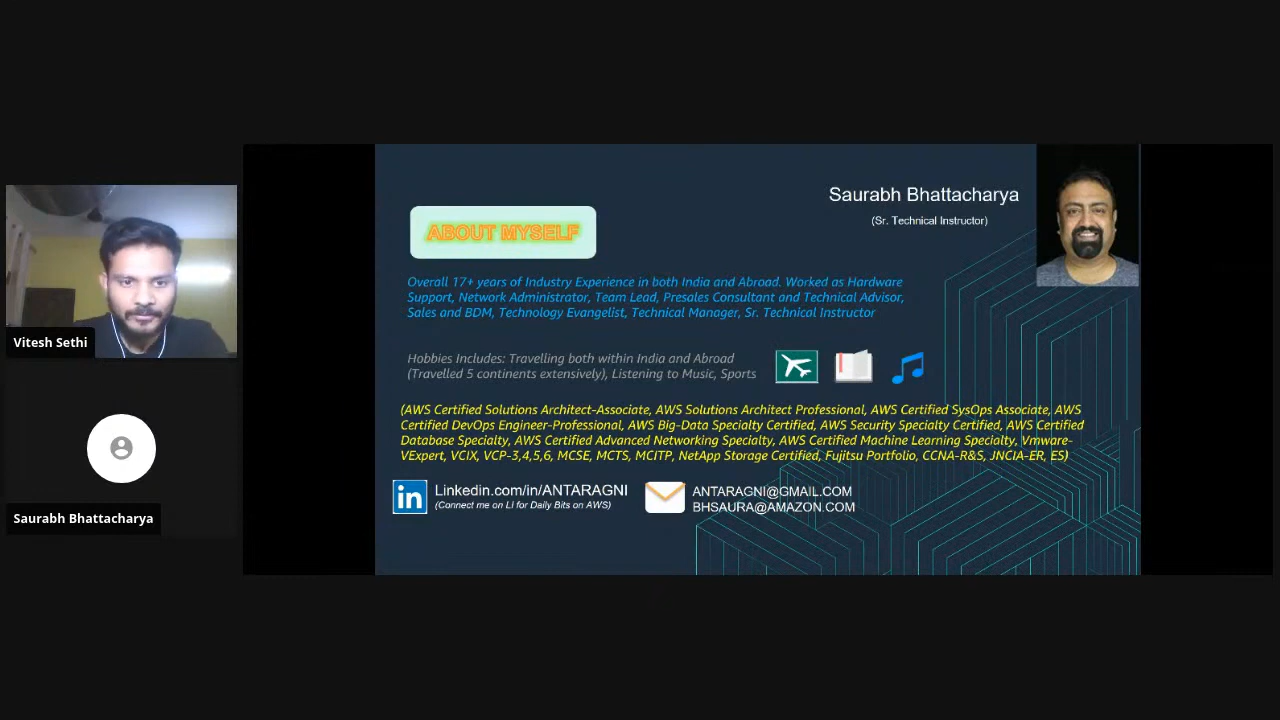 Vitesh Sethi
Saurabh Bhattacharya
Saurabh Bhattacharya
(Sr. Technical Instructor)
ABOUT MYSELF
Overall 17+ years of Industry Experience in both India and Abroad. Worked as Hardware
Support, Network Administrator, Team Lead, Presales Consultant and Technical Advisor,
Sales and BDM, Technology Evangelist, Technical Manager, Sr. Technical Instructor
Hobbies Includes: Travelling both within India and Abroad
(Travelled 5 continents extensively), Listening to Music, Sports
(AWS Certified Solutions Architect-Associate, AWS Solutions Architect Professional, AWS Certified SysOps Associate, AWS
Certified DevOps Engineer-Professional, AWS Big-Data Specialty Certified, AWS Security Specialty Certified, AWS Certified
Database Specialty, AWS Certified Advanced Networking Specialty, AWS Certified Machine Learning Specialty, Vmware-
VExpert, VCIX, VCP-3,4,5,6, MCSE, MCTS, MCITP, NetApp Storage Certified, Fujitsu Portfolio, CCNA-R&S, JNCIA-ER, ES)
in
Linkedin.com/in/ANTARAGNI
(Connect me on LI for Daily Bits on AWS)
ANTARAGNI@GMAIL.COM
BHSAURA@AMAZON.COM